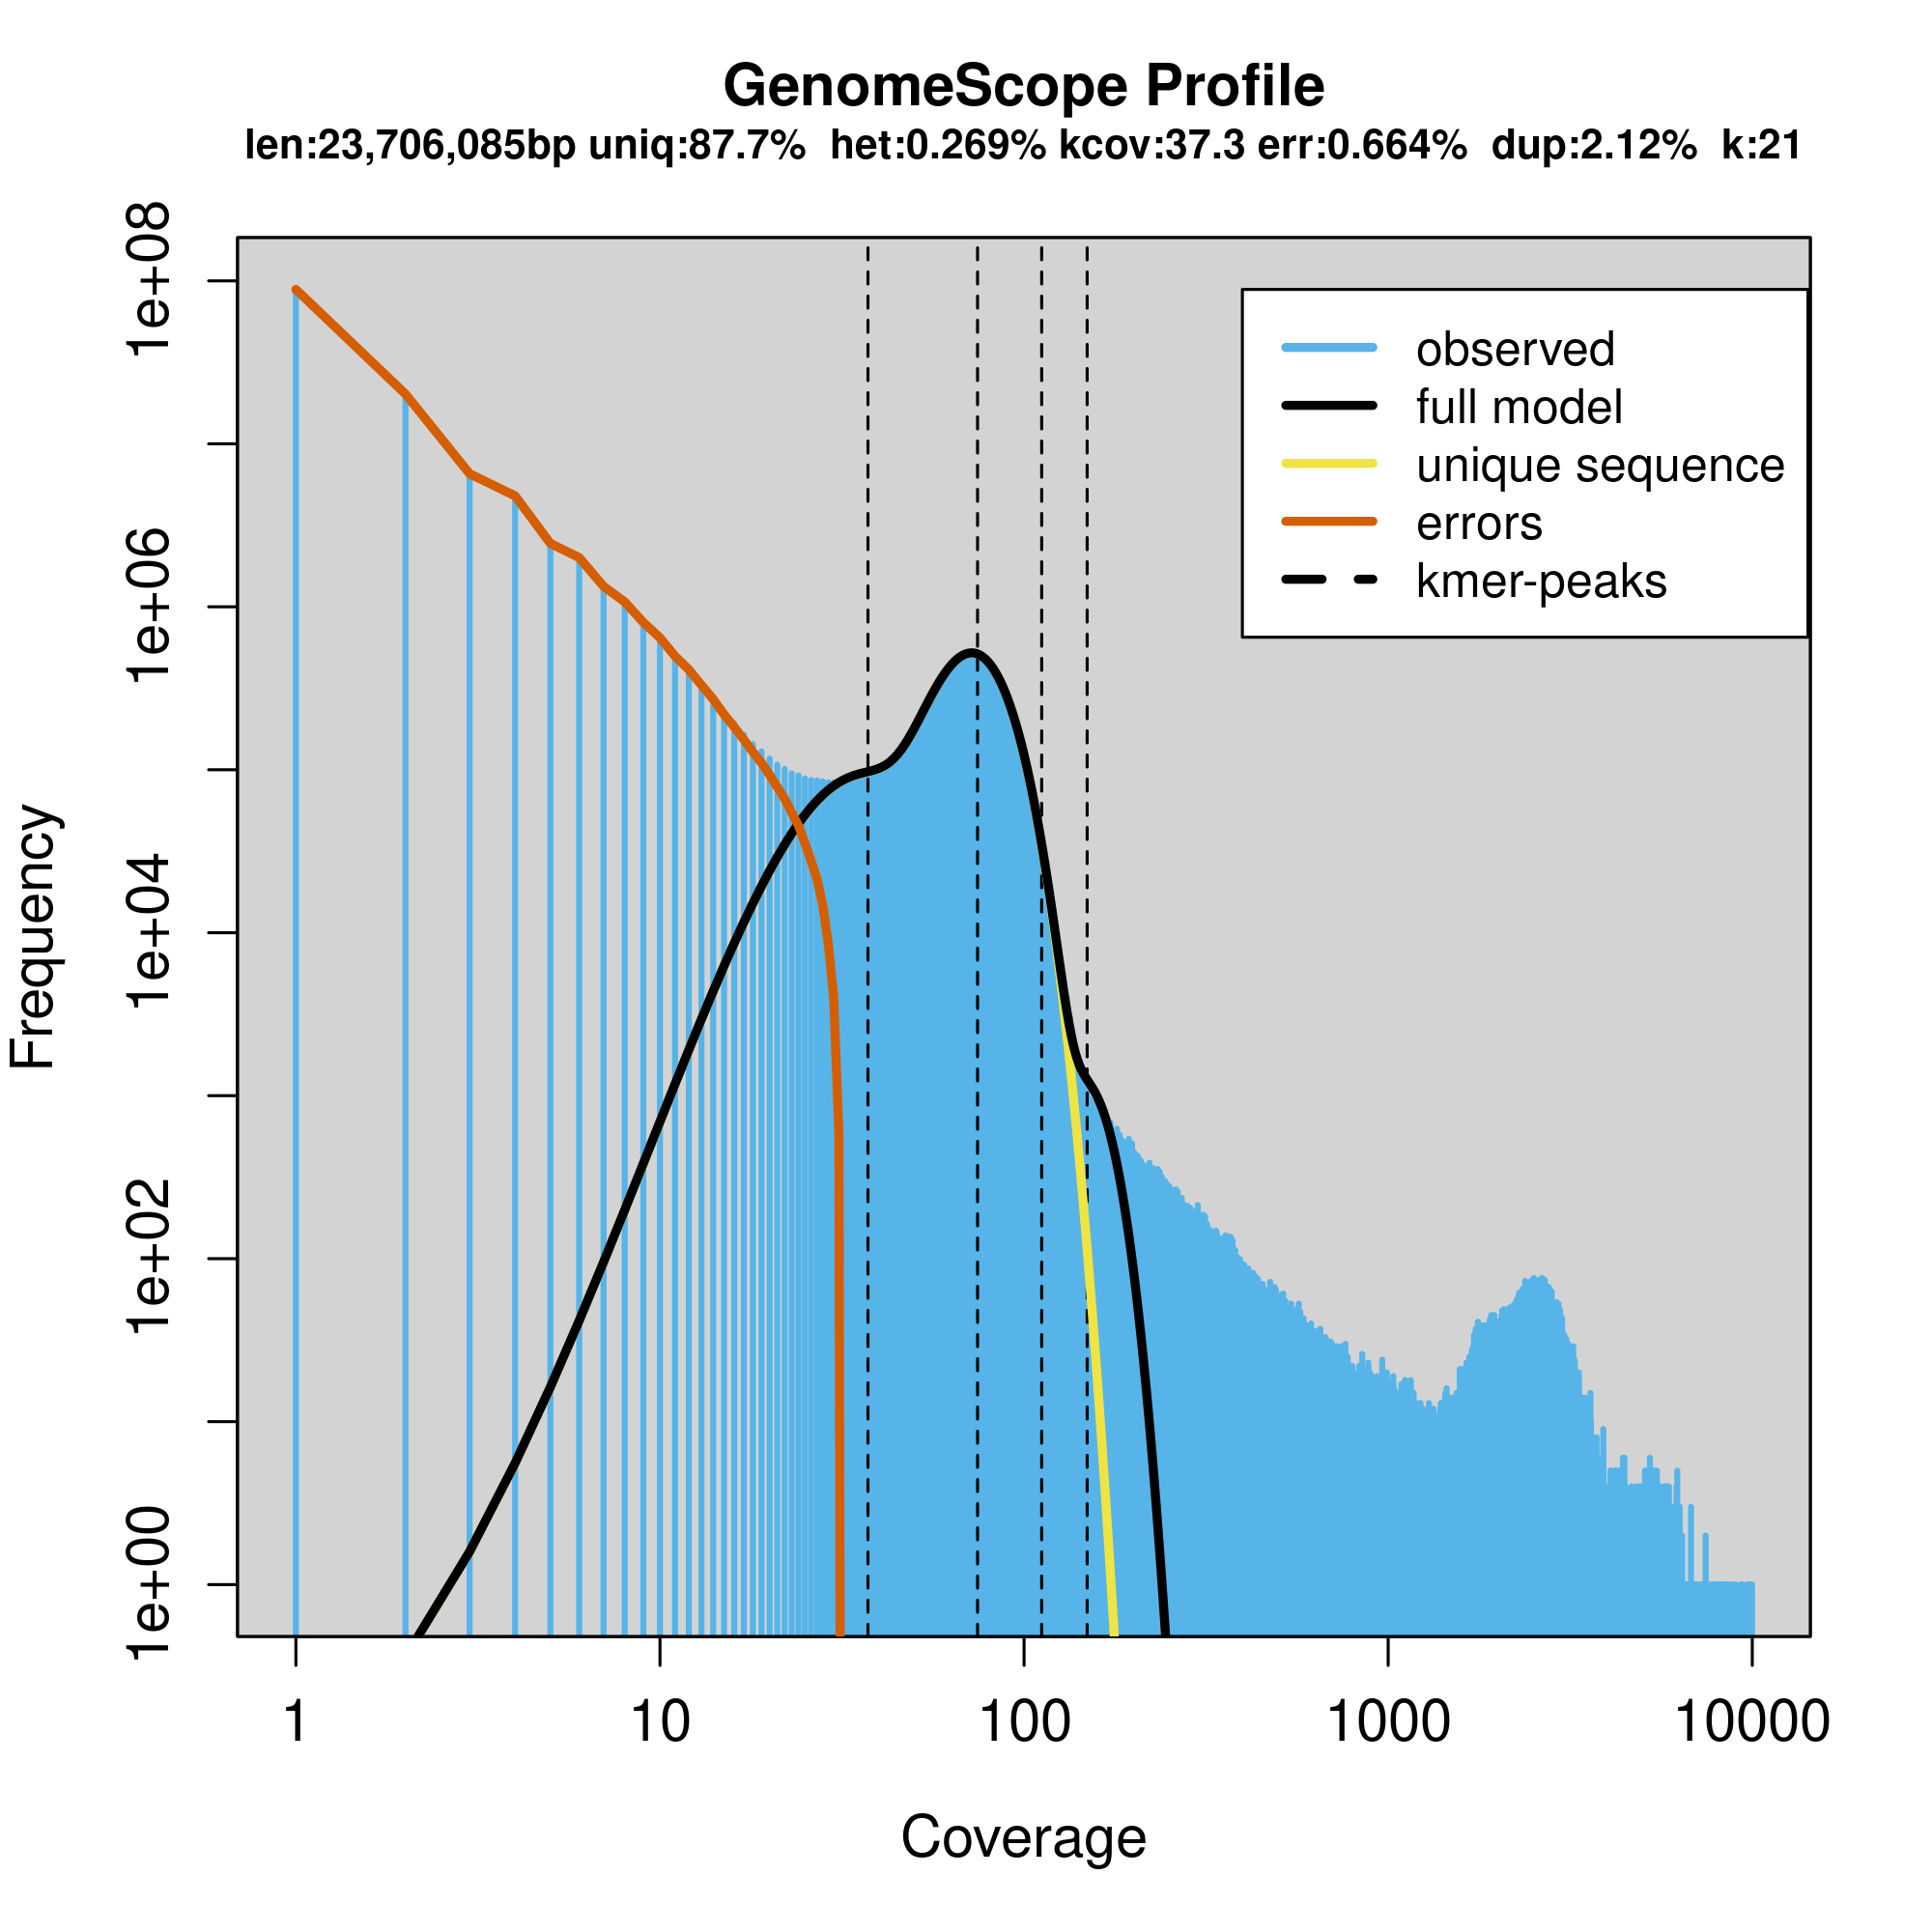 GenomeScope Profile
len:23,706,085bp uniq:87.7%  het:0.269% kcov:37.3 err:0.664%  dup:2.12%  k:21
observed
full model
unique sequence
errors
kmer-peaks
Frequency
1e+08
1e+06
1e+04
1e+02
1e+00
1 10 100 1000 10000
Coverage